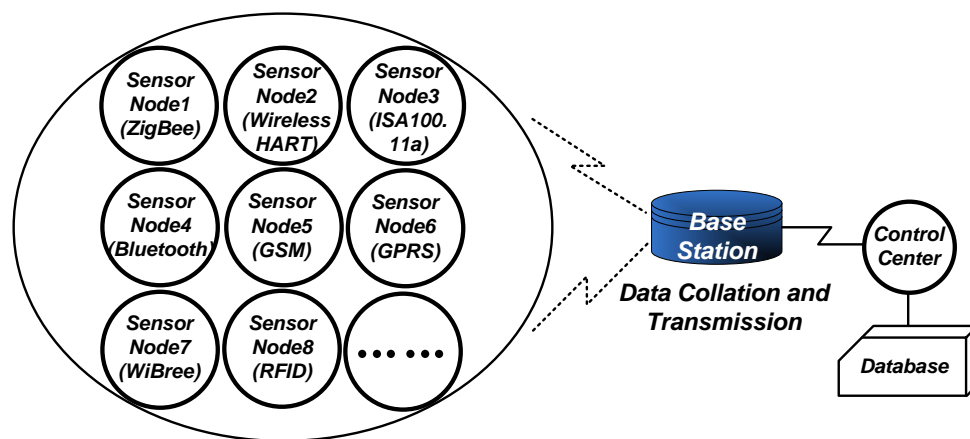 Sensor
Node1
(ZigBee)
Sensor
Node2
(Wireless
HART)
Sensor
Node3
(ISA100.
11a)
Sensor
Node4
(Bluetooth)
Sensor
Node5
(GSM)
Sensor
Node6
(GPRS)
Sensor
Node7
(WiBree)
Sensor
Node8
(RFID)
••• •••
Base
Station
Data Collation and
Transmission
Control
Center
Database